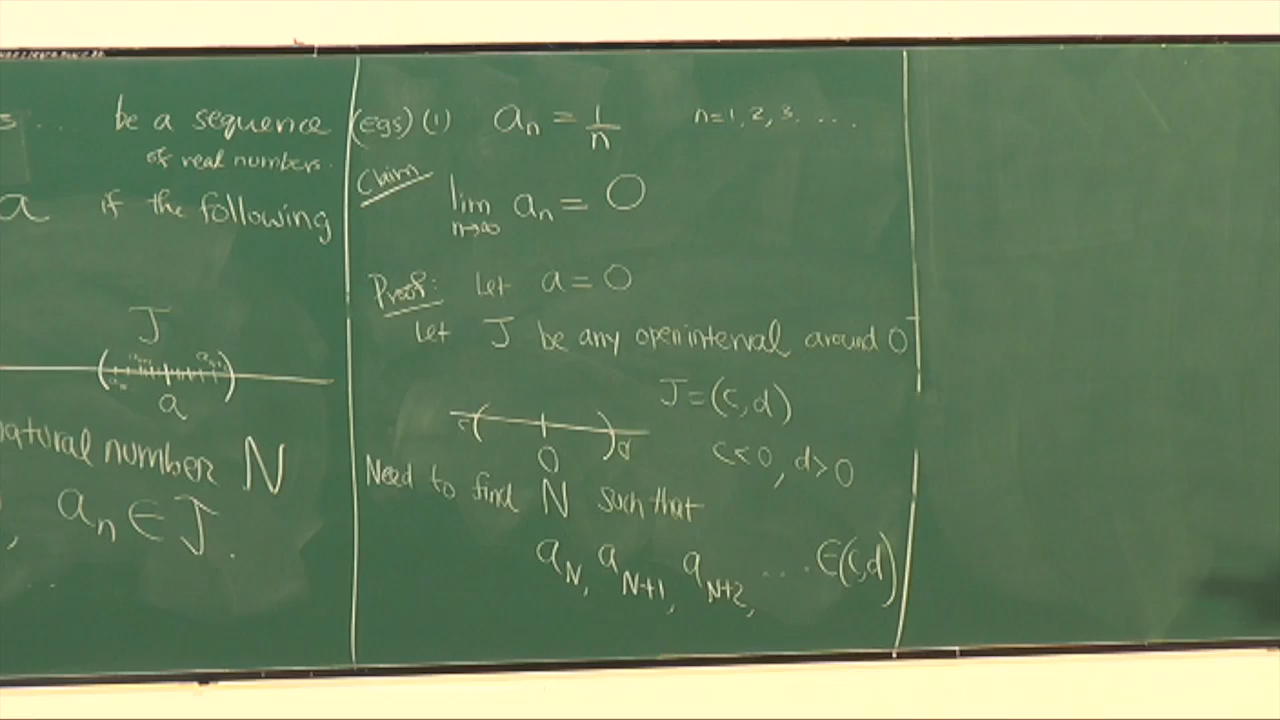 be a sequence
of real numbers.
a if the following
J
a
natural number N
, aₙ ∈ J.
(egs) (1) aₙ = 1/n n=1, 2, 3, ....
Claim
lim n→∞ aₙ = 0
Proof: Let a = 0
Let J be any open interval around 0
J = (c, d)
c ( 0 ) d
c<0, d>0
Need to find N such that
a_N, a_{N+1}, a_{N+2}, .... ∈ (c, d)